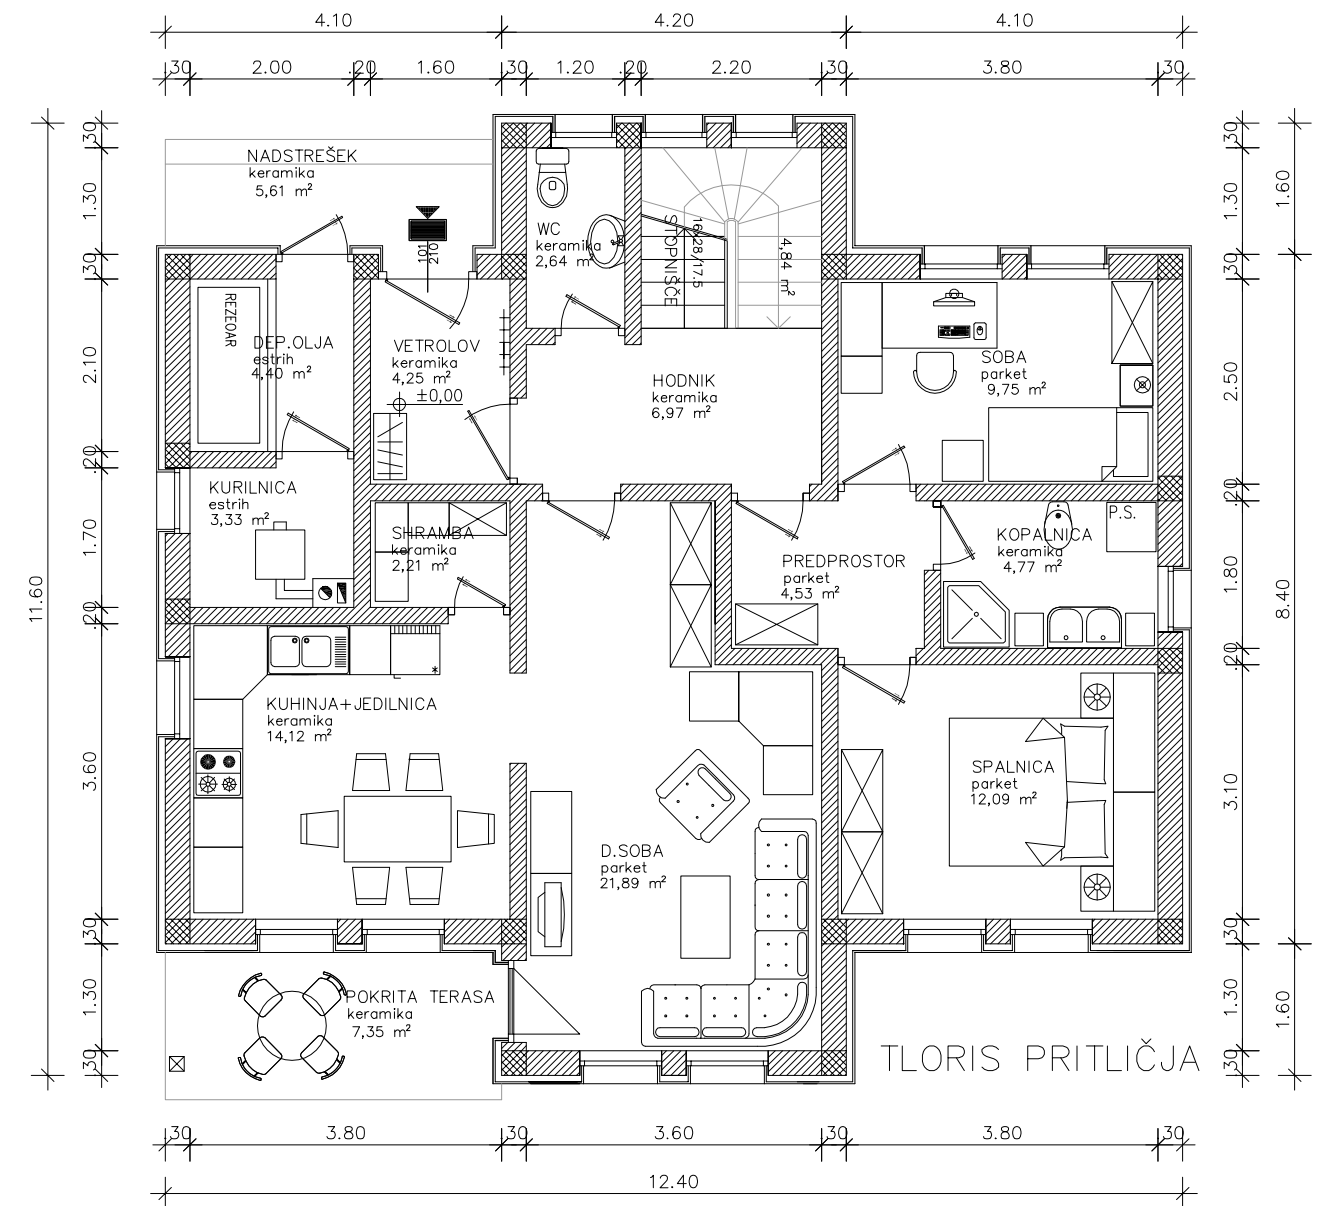 4.10
4.20
4.10
.30
2.00
.20
1.60
.30
1.20
.20
2.20
.30
3.80
.30
11.60
.30
1.30
.30
2.10
.20
1.70
.20
3.60
.30
1.30
.30
NADSTREŠEK
keramika
5,61 m²
101
210
WC
keramika
2,64 m²
STOPNIŠČE
16x28/17.5
4,84 m²
REZEOAR
DEP.OLJA
estrih
4,40 m²
VETROLOV
keramika
4,25 m²
±0,00
HODNIK
keramika
6,97 m²
SOBA
parket
9,75 m²
KURILNICA
estrih
3,33 m²
SHRAMBA
keramika
2,21 m²
PREDPROSTOR
parket
4,53 m²
KOPALNICA
keramika
4,77 m²
P.S.
KUHINJA+JEDILNICA
keramika
14,12 m²
*
D.SOBA
parket
21,89 m²
SPALNICA
parket
12,09 m²
POKRITA TERASA
keramika
7,35 m²
TLORIS PRITLIČJA
.30
1.30
.30
2.50
.20
1.80
.20
3.10
.30
1.30
.30
1.60
8.40
1.60
.30
3.80
.30
3.60
.30
3.80
.30
12.40